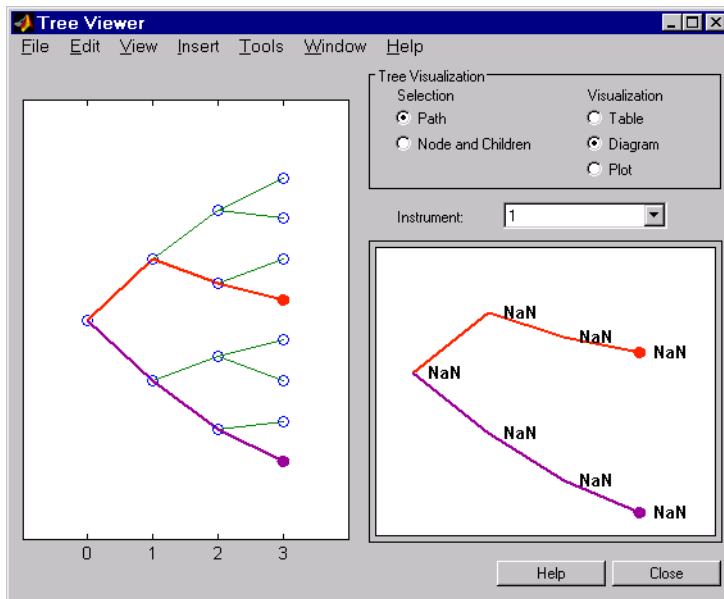 Tree Viewer
File Edit View Insert Tools Window Help
Tree Visualization
Selection
Visualization
Path
Table
Node and Children
Diagram
Plot
Instrument:
1
NaN
NaN
NaN
NaN
NaN
NaN
NaN
0 1 2 3
Help
Close